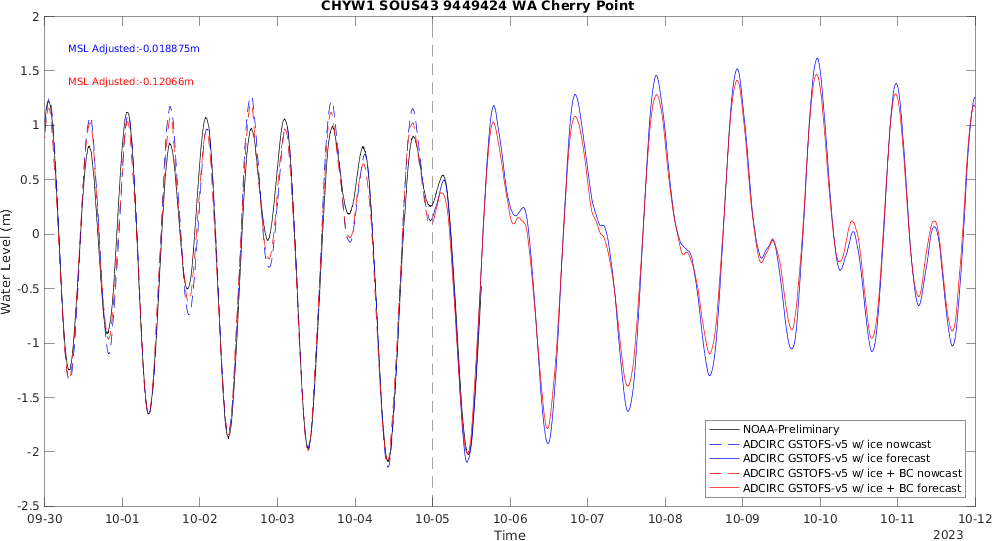 CHYW1 SOUS43 9449424 WA Cherry Point
MSL Adjusted:-0.018875m
MSL Adjusted:-0.12066m
Water Level (m)
2
1.5
1
0.5
0
-0.5
-1
-1.5
-2
-2.5
NOAA-Preliminary
ADCIRC GSTOFS-v5 w/ ice nowcast
ADCIRC GSTOFS-v5 w/ ice forecast
ADCIRC GSTOFS-v5 w/ ice + BC nowcast
ADCIRC GSTOFS-v5 w/ ice + BC forecast
09-30 10-01 10-02 10-03 10-04 10-05 10-06 10-07 10-08 10-09 10-10 10-11 10-12
Time
2023